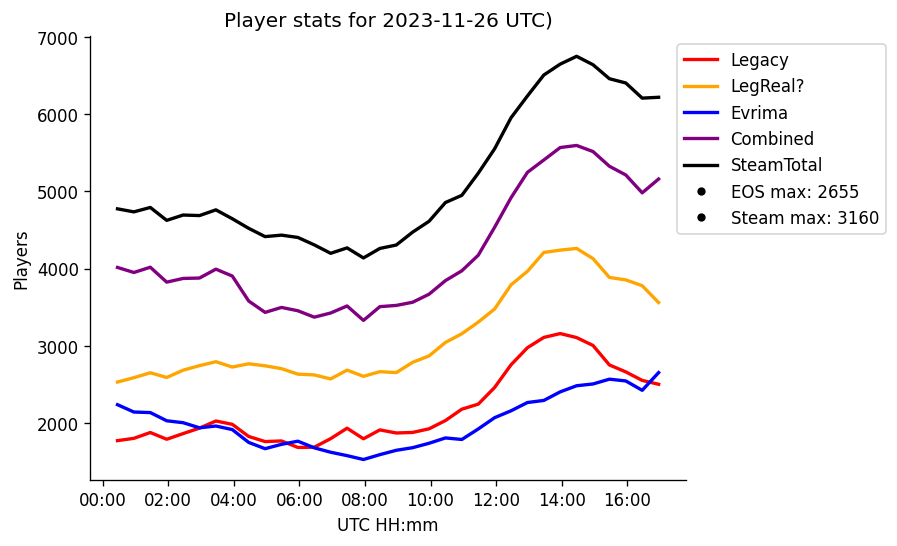 Player stats for 2023-11-26 UTC)
7000
6000
5000
4000
3000
2000
Players
00:00 02:00 04:00 06:00 08:00 10:00 12:00 14:00 16:00
UTC HH:mm
Legacy
LegReal?
Evrima
Combined
SteamTotal
EOS max: 2655
Steam max: 3160